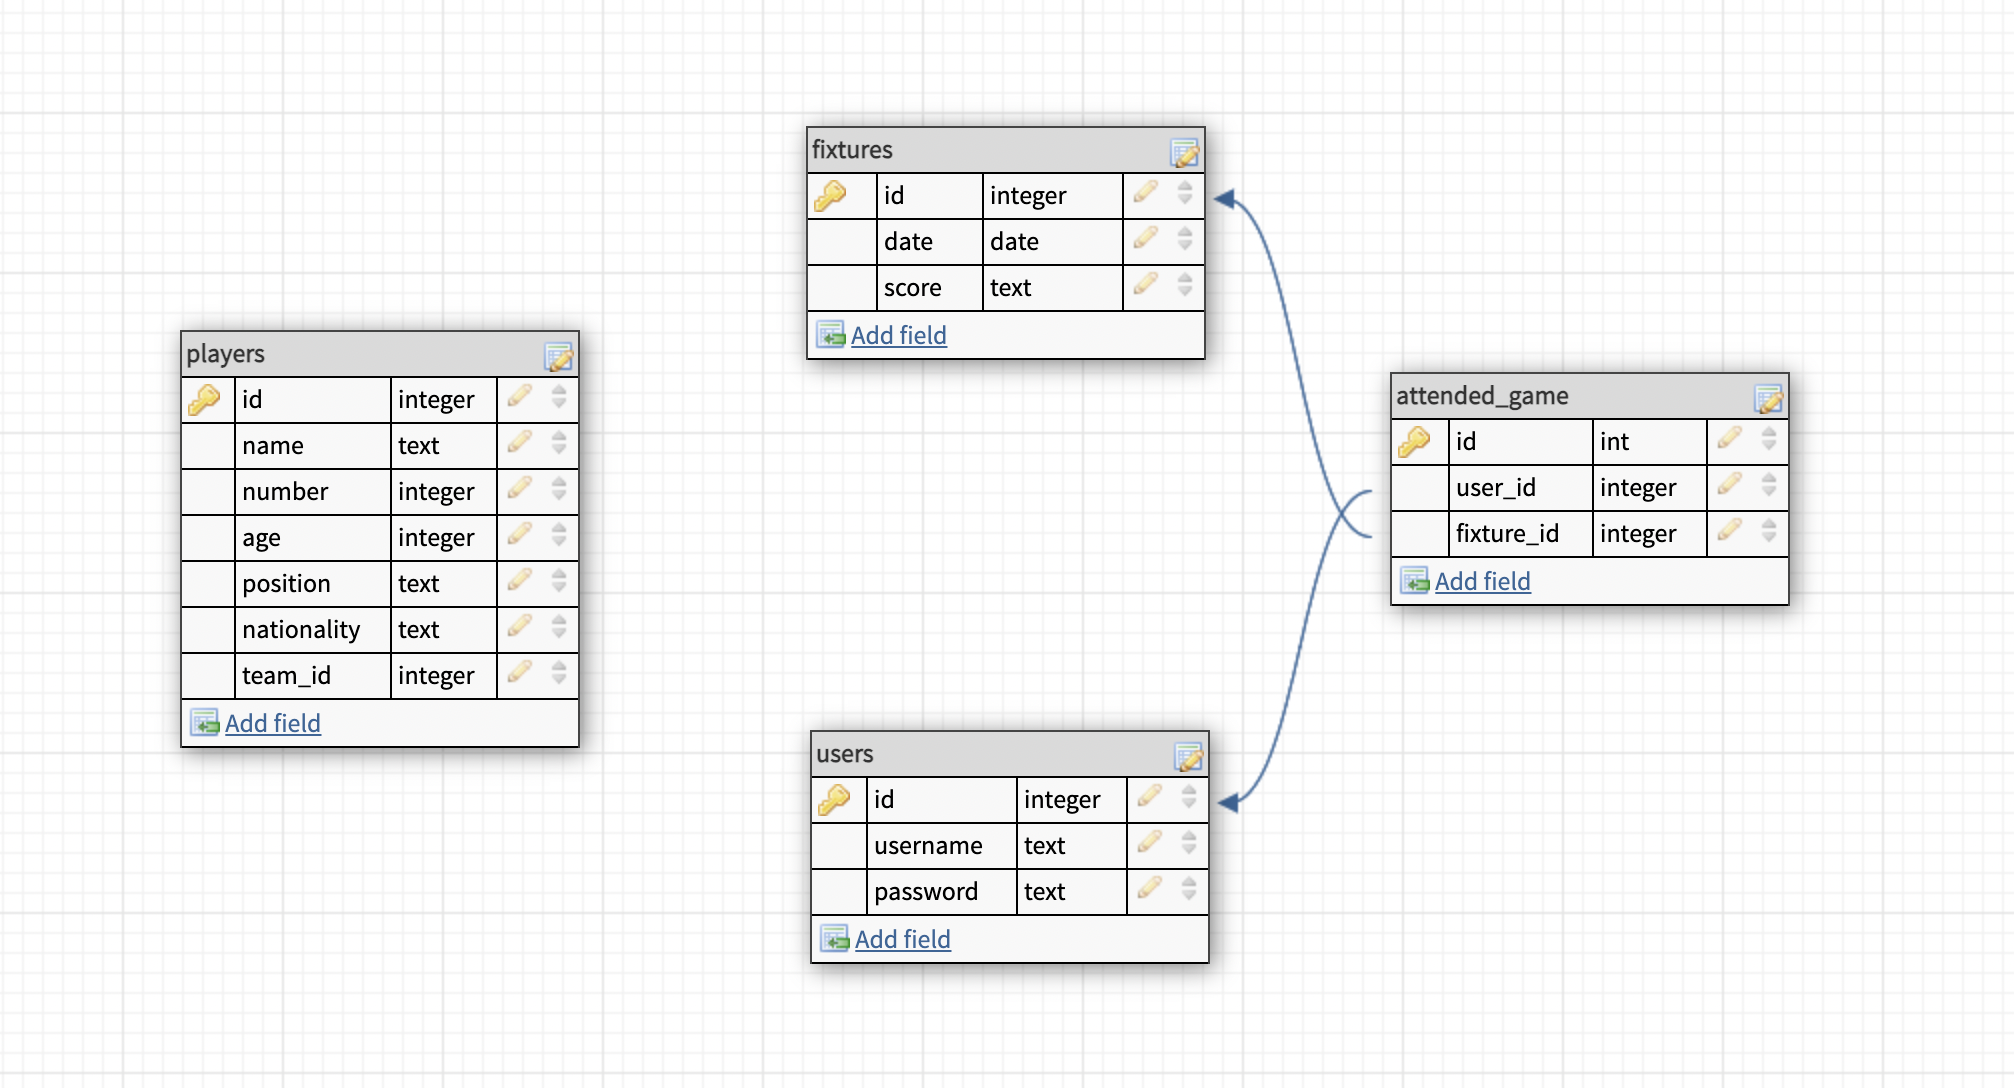 fixtures
id integer
date date
score text
Add field
players
id integer
name text
number integer
age integer
position text
nationality text
team_id integer
Add field
attended_game
id int
user_id integer
fixture_id integer
Add field
users
id integer
username text
password text
Add field